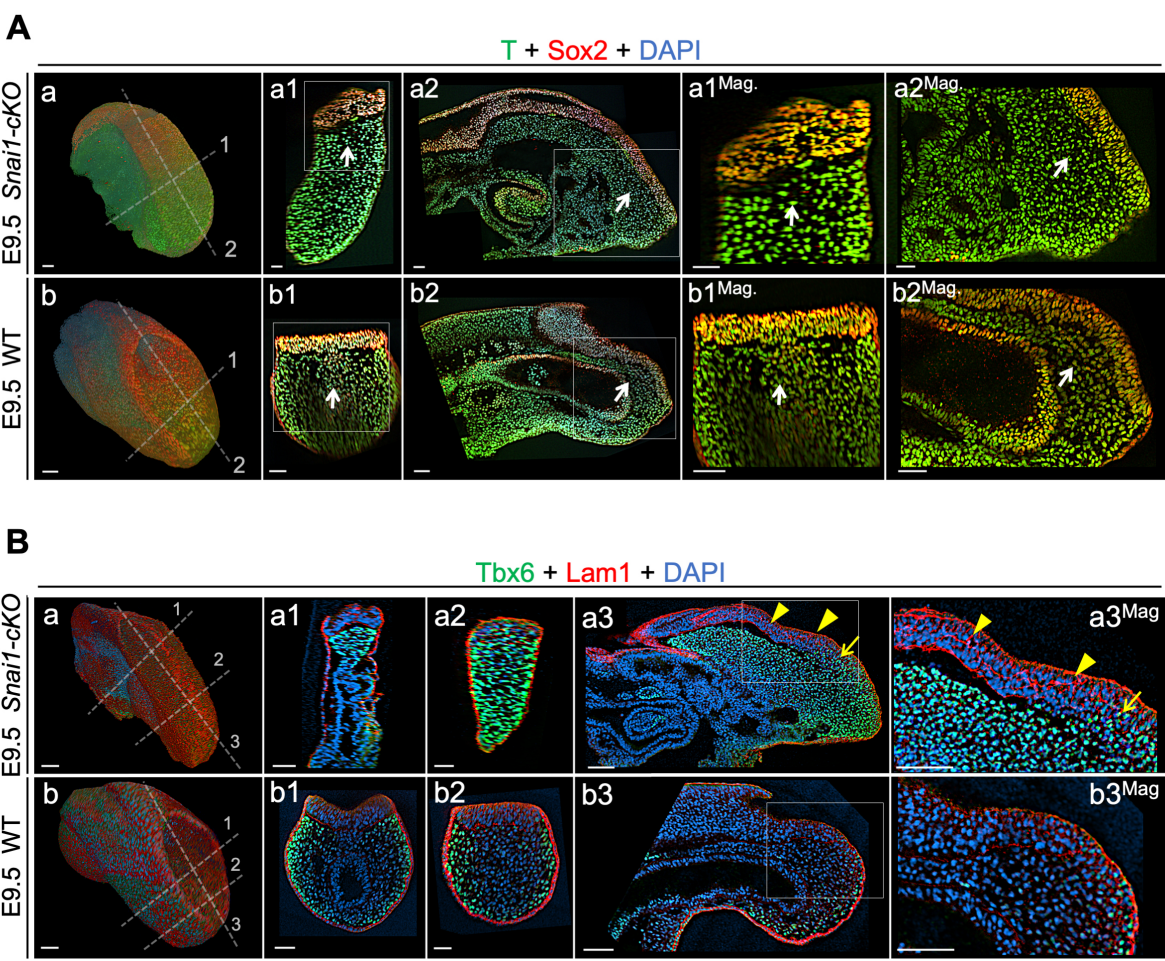 A
T + Sox2 + DAPI
E9.5 Snai1-cKO
a
1
2
a1
a2
a1Mag.
a2Mag.
E9.5 WT
b
1
2
b1
b2
b1Mag.
b2Mag.
B
Tbx6 + Lam1 + DAPI
E9.5 Snai1-cKO
a
1
2
3
a1
a2
a3
a3Mag
E9.5 WT
b
1
2
3
b1
b2
b3
b3Mag